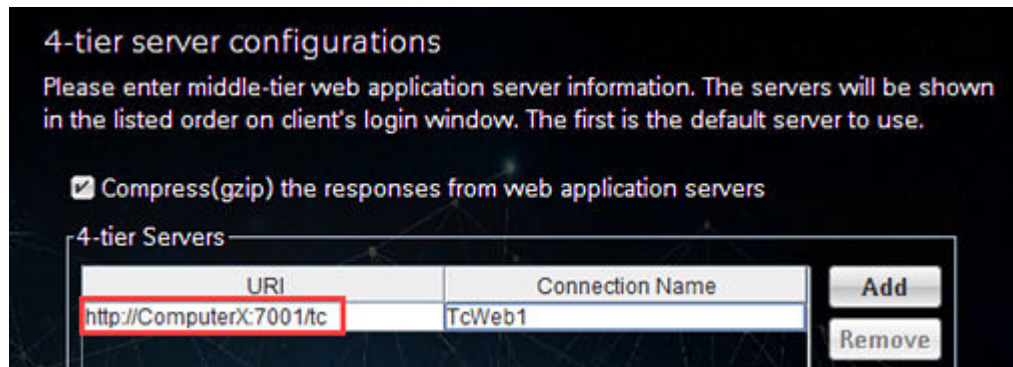 4-tier server configurations
Please enter middle-tier web application server information. The servers will be shown
in the listed order on client's login window. The first is the default server to use.
Compress(gzip) the responses from web application servers
4-tier Servers
URI Connection Name Add
http://ComputerX:7001/tc TcWeb1
Remove